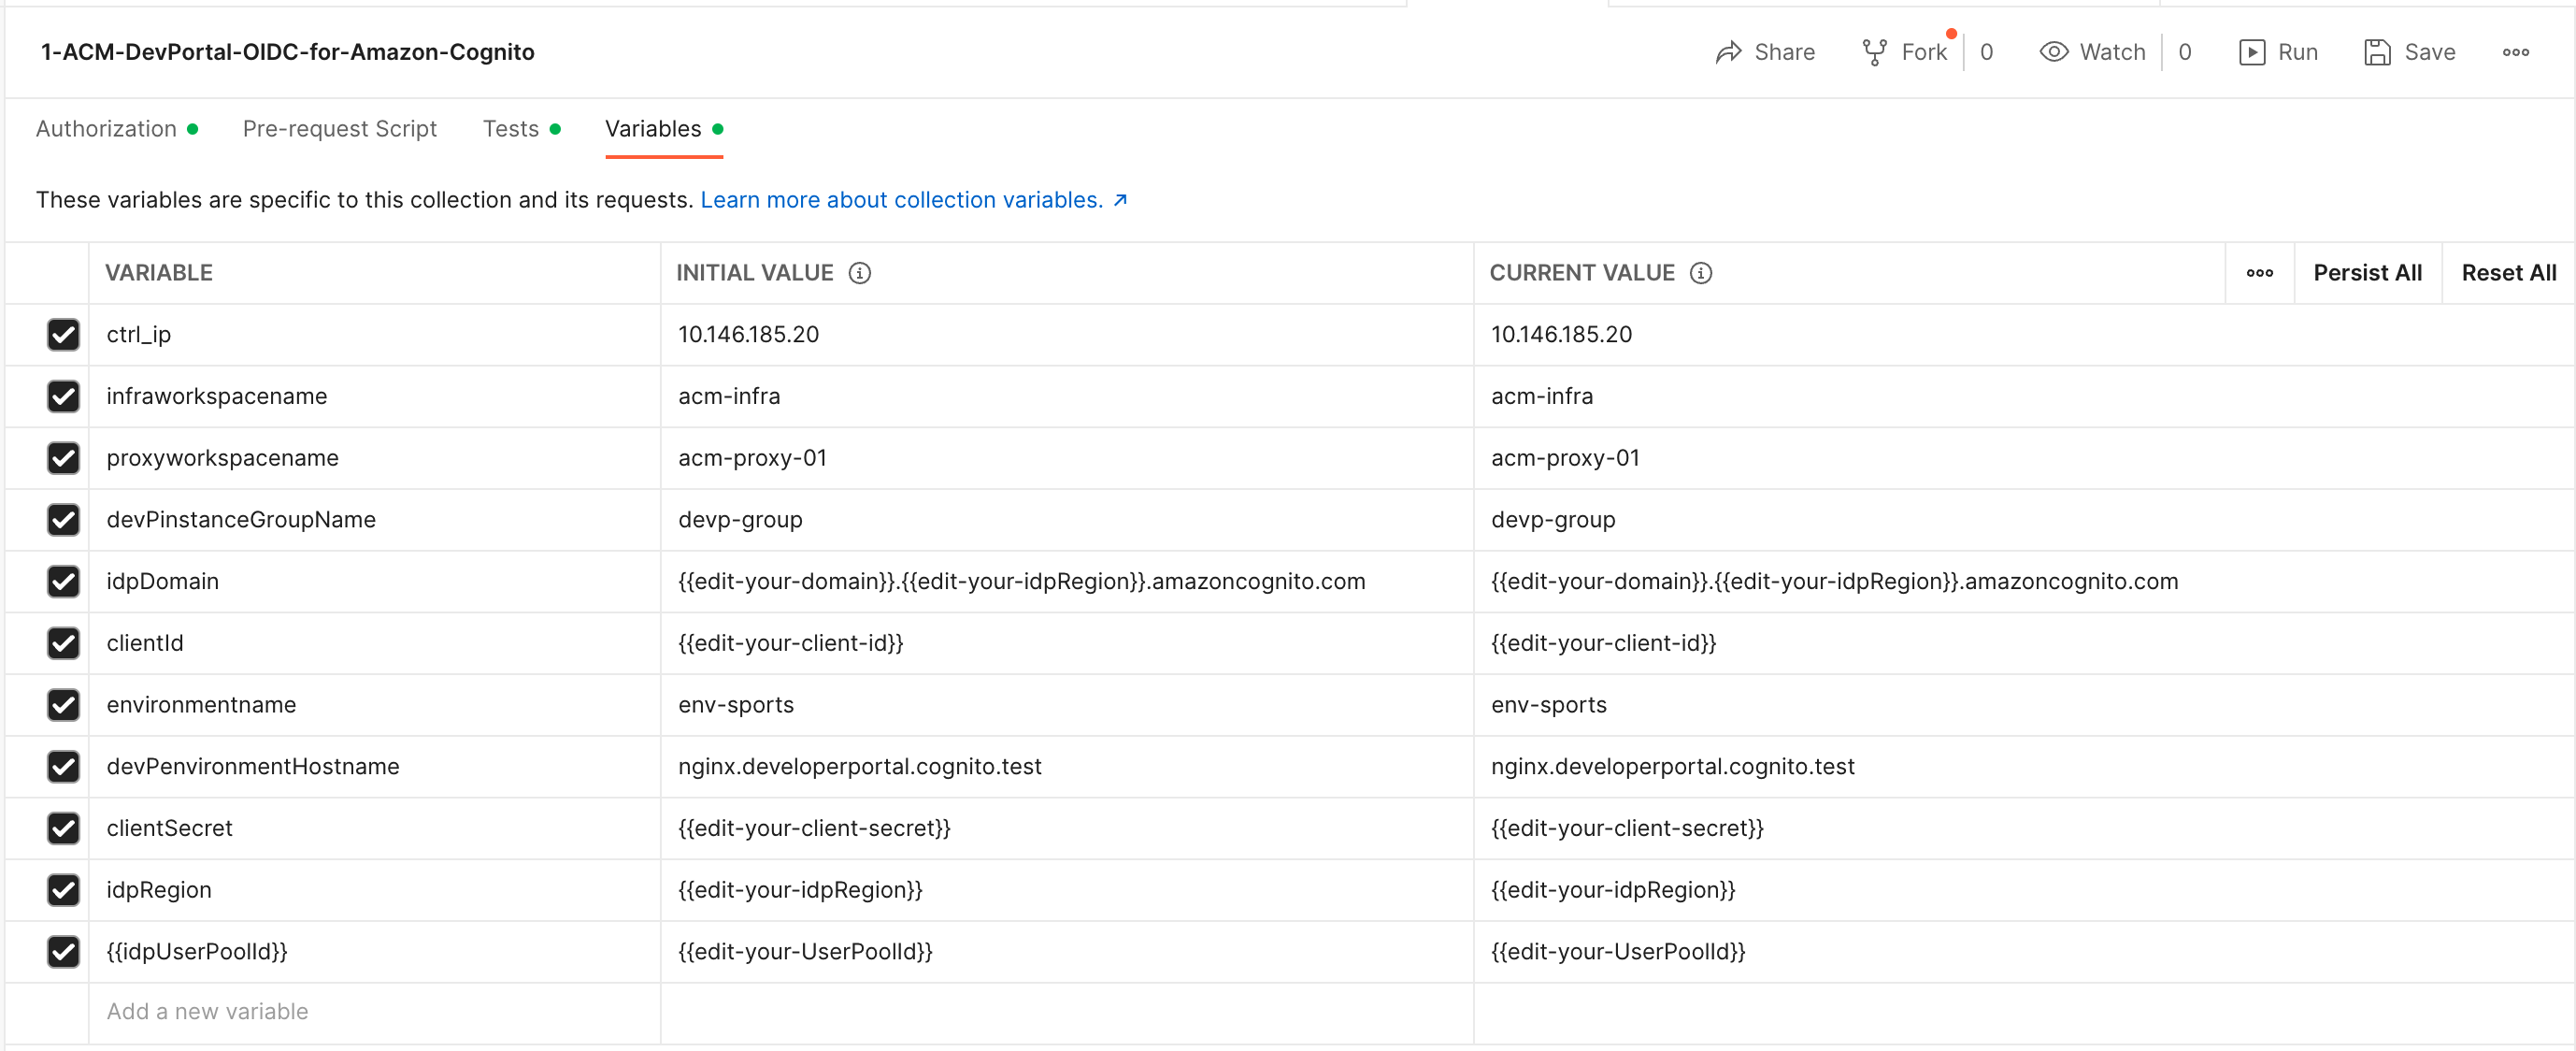 1-ACM-DevPortal-OIDC-for-Amazon-Cognito Share Fork 0 Watch 0 Run Save
Authorization Pre-request Script Tests Variables
These variables are specific to this collection and its requests. Learn more about collection variables. ↗
VARIABLE INITIAL VALUE CURRENT VALUE Persist All Reset All
ctrl_ip 10.146.185.20 10.146.185.20
infraworkspacename acm-infra acm-infra
proxyworkspacename acm-proxy-01 acm-proxy-01
devPinstanceGroupName devp-group devp-group
idpDomain {{edit-your-domain}}.{{edit-your-idpRegion}}.amazoncognito.com {{edit-your-domain}}.{{edit-your-idpRegion}}.amazoncognito.com
clientId {{edit-your-client-id}} {{edit-your-client-id}}
environmentname env-sports env-sports
devPenvironmentHostname nginx.developerportal.cognito.test nginx.developerportal.cognito.test
clientSecret {{edit-your-client-secret}} {{edit-your-client-secret}}
idpRegion {{edit-your-idpRegion}} {{edit-your-idpRegion}}
{{idpUserPoolId}} {{edit-your-UserPoolId}} {{edit-your-UserPoolId}}
Add a new variable